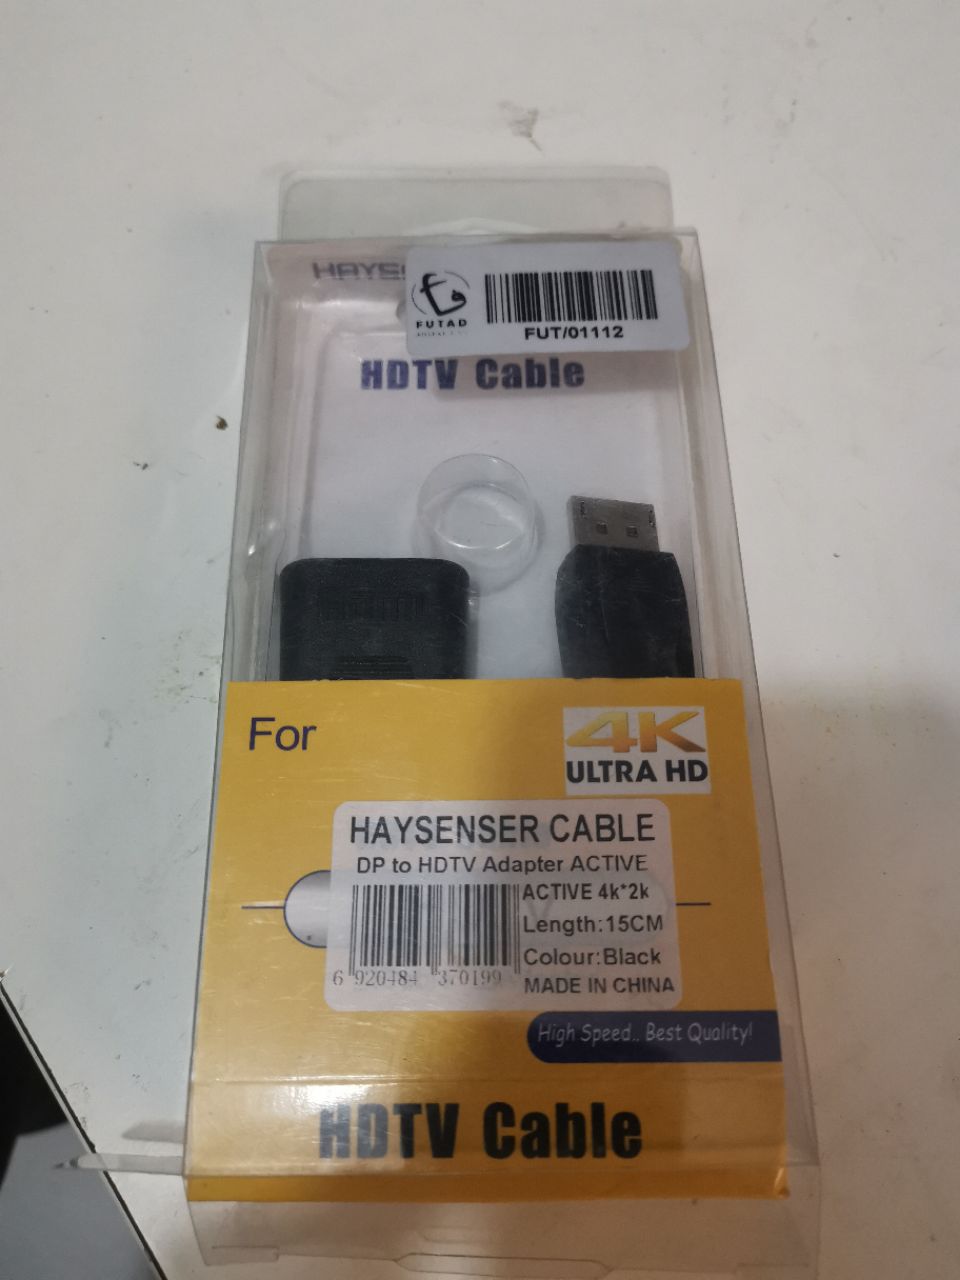 FUTAD
FUT/01112
HDTV Cable
For
4K
ULTRA HD
HAYSENSER CABLE
DP to HDTV Adapter ACTIVE
ACTIVE 4k*2k
Length:15CM
Colour:Black
MADE IN CHINA
6 920484 370199
High Speed.. Best Quality!
HDTV Cable